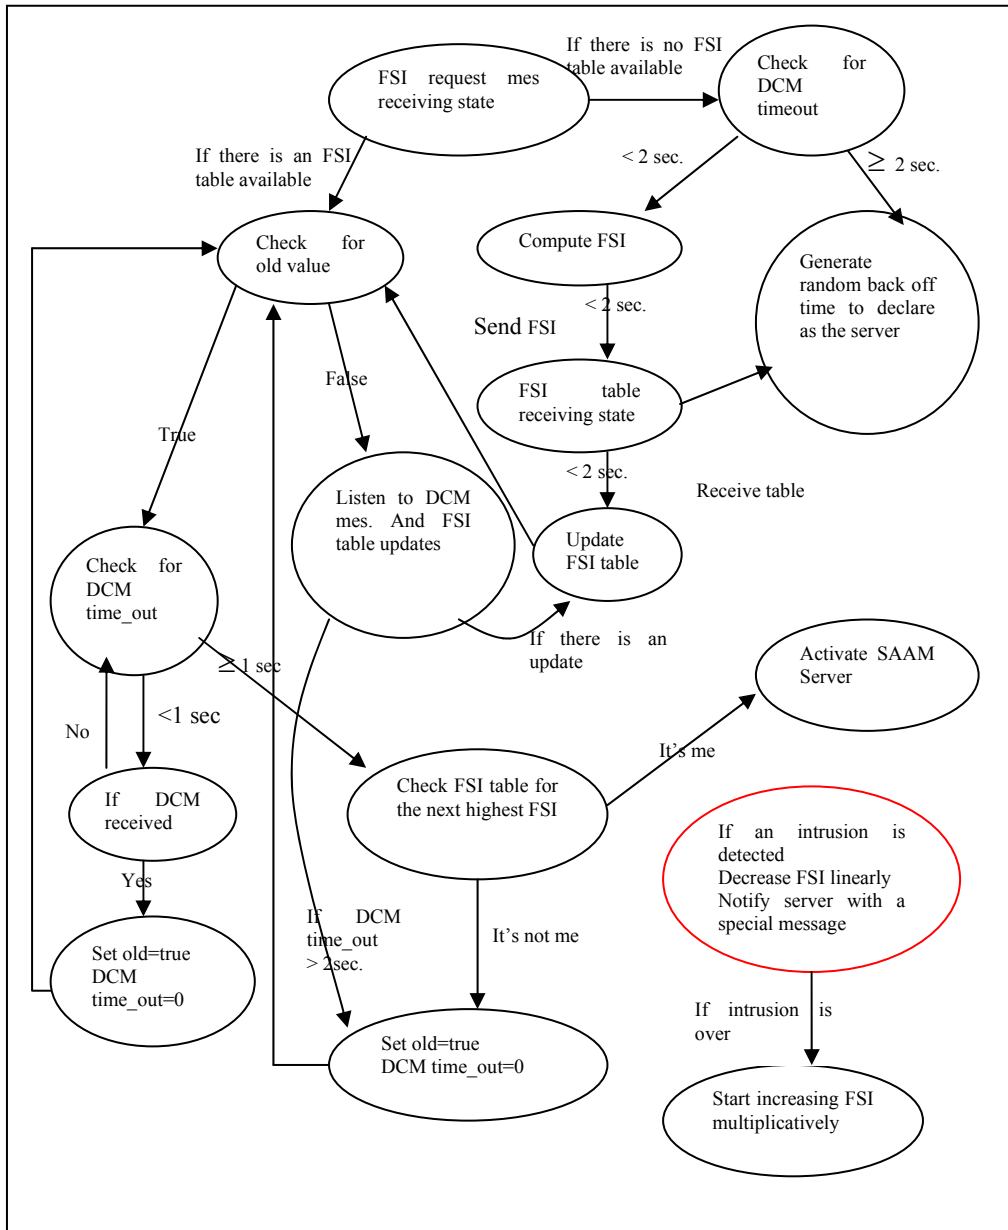 If there is no FSI
table available
Check for
DCM
timeout
FSI request mes
receiving state
If there is an FSI
table available
< 2 sec.
≥ 2 sec.
Check for
old value
Compute FSI
Generate
random back off
time to declare
as the server
< 2 sec.
Send FSI
False
FSI table
receiving state
True
< 2 sec.
Receive table
Listen to DCM
mes. And FSI
table updates
Update
FSI table
Check for
DCM
time_out
If there is an
update
≥ 1 sec
Activate SAAM
Server
No
<1 sec
It's me
If DCM
received
Check FSI table for
the next highest FSI
If an intrusion is
detected
Decrease FSI linearly
Notify server with a
special message
Yes
If DCM
time_out
> 2sec.
It's not me
Set old=true
DCM
time_out=0
If intrusion is
over
Set old=true
DCM time_out=0
Start increasing FSI
multiplicatively